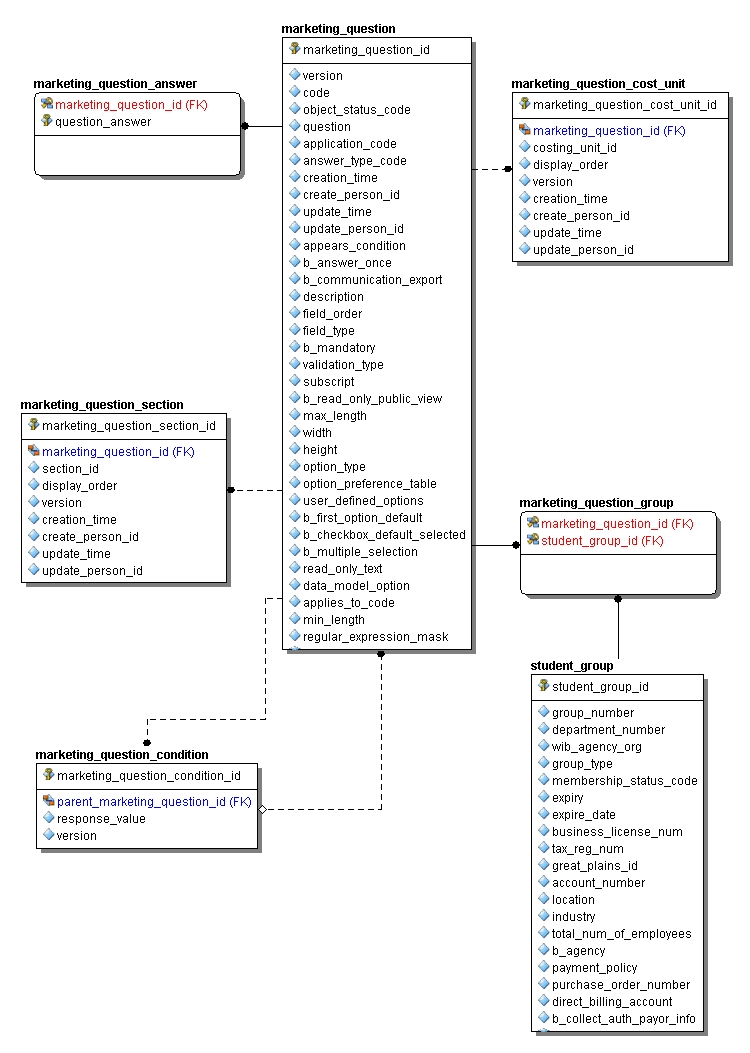 marketing_question
marketing_question_id
version
code
object_status_code
question
application_code
answer_type_code
creation_time
create_person_id
update_time
update_person_id
appears_condition
b_answer_once
b_communication_export
description
field_order
field_type
b_mandatory
validation_type
subscript
b_read_only_public_view
max_length
width
height
option_type
option_preference_table
user_defined_options
b_first_option_default
b_checkbox_default_selected
b_multiple_selection
read_only_text
data_model_option
applies_to_code
min_length
regular_expression_mask
marketing_question_answer
marketing_question_id (FK)
question_answer
marketing_question_cost_unit
marketing_question_cost_unit_id
marketing_question_id (FK)
costing_unit_id
display_order
version
creation_time
create_person_id
update_time
update_person_id
marketing_question_section
marketing_question_section_id
marketing_question_id (FK)
section_id
display_order
version
creation_time
create_person_id
update_time
update_person_id
marketing_question_group
marketing_question_id (FK)
student_group_id (FK)
student_group
student_group_id
group_number
department_number
wib_agency_org
group_type
membership_status_code
expiry
expire_date
business_license_num
tax_reg_num
great_plains_id
account_number
location
industry
total_num_of_employees
b_agency
payment_policy
purchase_order_number
direct_billing_account
b_collect_auth_payor_info
marketing_question_condition
marketing_question_condition_id
parent_marketing_question_id (FK)
response_value
version